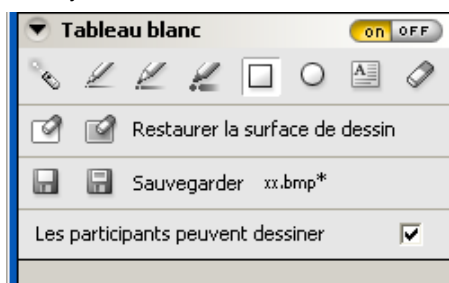 Tableau blanc on OFF
A
Restaurer la surface de dessin
Sauvegarder xx.bmp*
Les participants peuvent dessiner